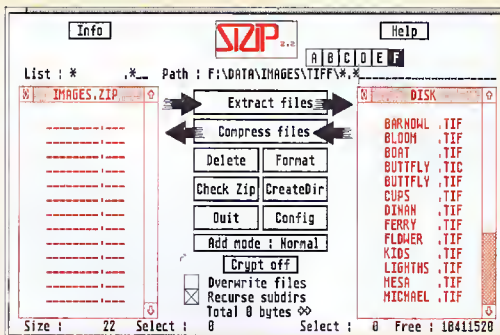 Info
STZIP 2.2
Help
A B C D E F
List : * .*__ Path : F:\DATA\IMAGES\TIFF\*.*
IMAGES.ZIP
Extract files
DISK
Compress files
Delete Format
Check Zip CreateDir
Quit Config
Add mode : Normal
Crypt off
Overwrite files
Recurse subdirs
Total 0 bytes
BARNOWL .TIF
BLOOM .TIF
BOAT .TIF
BUTTFLY .TIC
BUTTFLY .TIF
CUPS .TIF
DINAN .TIF
FERRY .TIF
FLOWER .TIF
KIDS .TIF
LIGHTHS .TIF
MESA .TIF
MICHAEL .TIF
Size : 22 Select : 0 Select : 0 Free :